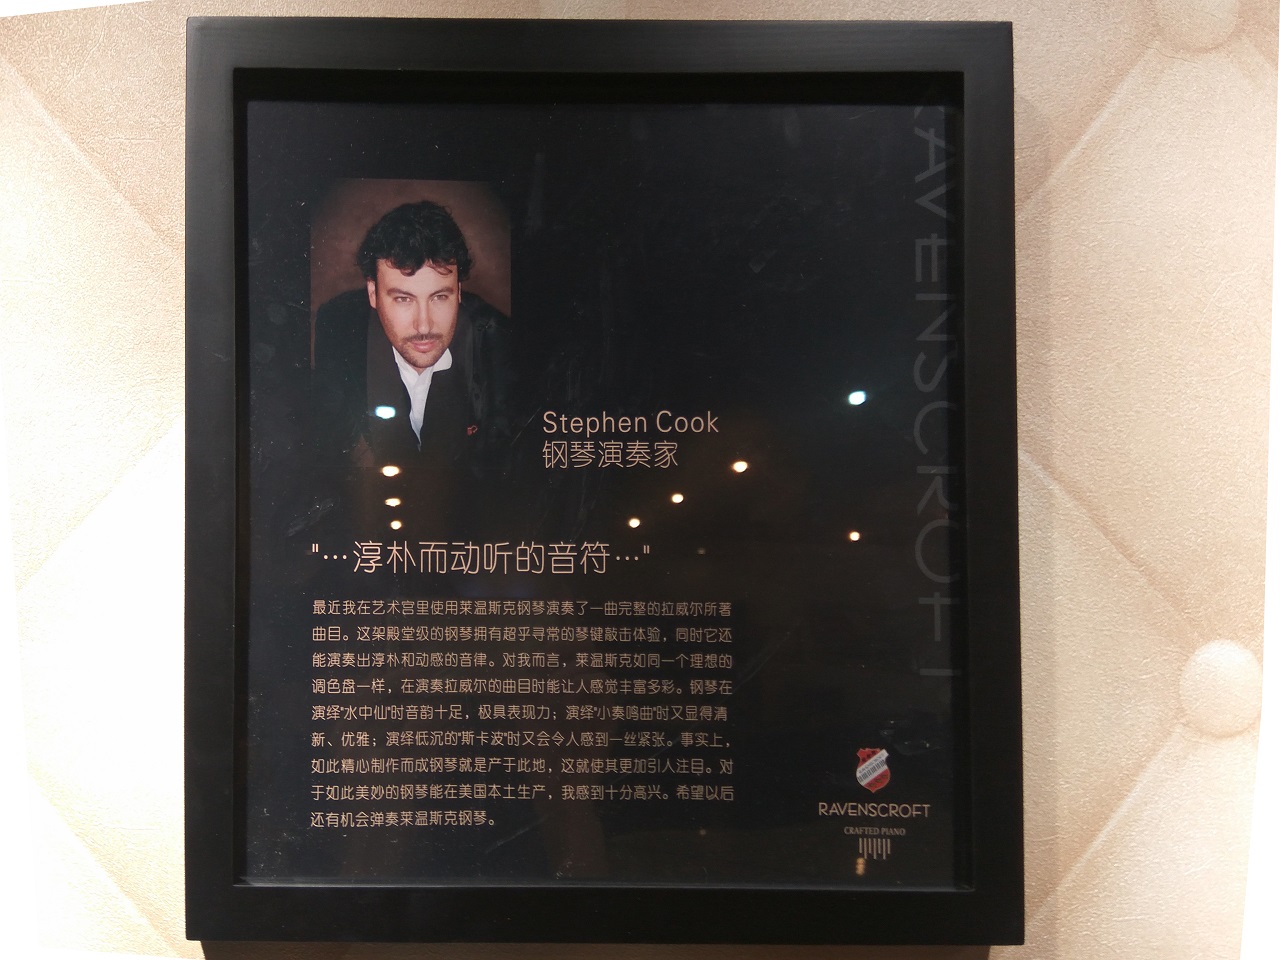 RAVENSCROFT
Stephen Cook
钢琴演奏家
"…淳朴而动听的音符…"
最近我在艺术宫里使用莱温斯克钢琴演奏了一曲完整的拉威尔所著
曲目。这架殿堂级的钢琴拥有超乎寻常的琴键敲击体验，同时它还
能演奏出淳朴和动感的音律。对我而言，莱温斯克如同一个理想的
调色盘一样，在演奏拉威尔的曲目时能让人感觉丰富多彩。钢琴在
演绎"水中仙"时音韵十足，极具表现力；演绎"小奏鸣曲"时又显得清
新、优雅；演绎低沉的"斯卡波"时又会令人感到一丝紧张。事实上，
如此精心制作而成钢琴就是产于此地，这就使其更加引人注目。对
于如此美妙的钢琴能在美国本土生产，我感到十分高兴。希望以后
还有机会弹奏莱温斯克钢琴。
RAVENSCROFT
CRAFTED PIANO